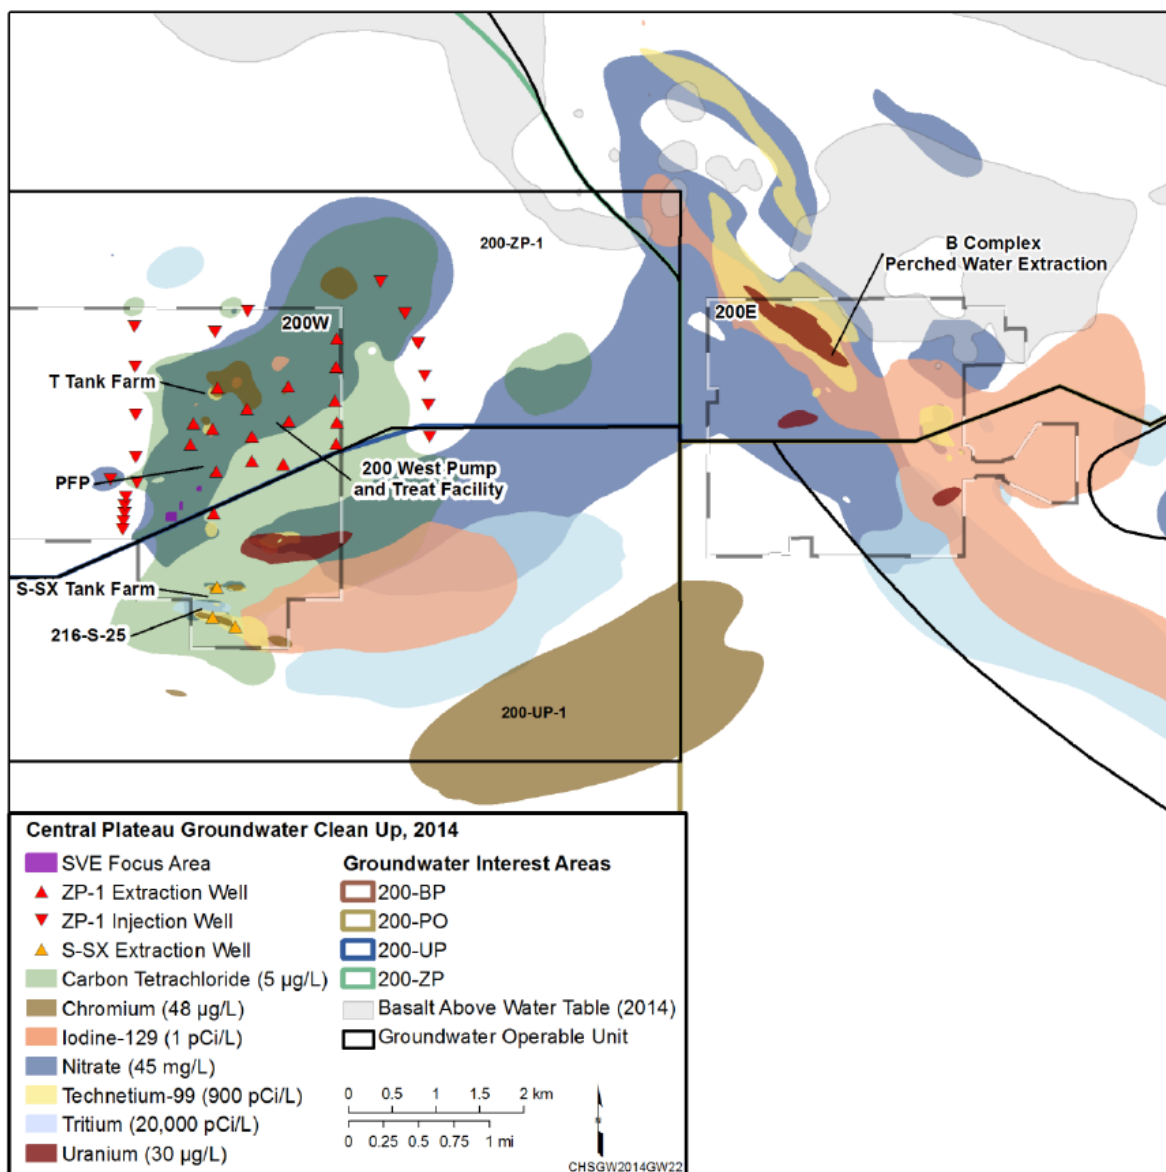 200-ZP-1
B Complex
Perched Water Extraction
200W
200E
T Tank Farm
PFP
200 West Pump
and Treat Facility
S-SX Tank Farm
216-S-25
200-UP-1
Central Plateau Groundwater Clean Up, 2014
SVE Focus Area
ZP-1 Extraction Well
ZP-1 Injection Well
S-SX Extraction Well
Carbon Tetrachloride (5 µg/L)
Chromium (48 µg/L)
Iodine-129 (1 pCi/L)
Nitrate (45 mg/L)
Technetium-99 (900 pCi/L)
Tritium (20,000 pCi/L)
Uranium (30 µg/L)
Groundwater Interest Areas
200-BP
200-PO
200-UP
200-ZP
Basalt Above Water Table (2014)
Groundwater Operable Unit
0 0.5 1 1.5 2 km
0 0.25 0.5 0.75 1 mi
CHSGW2014GW22